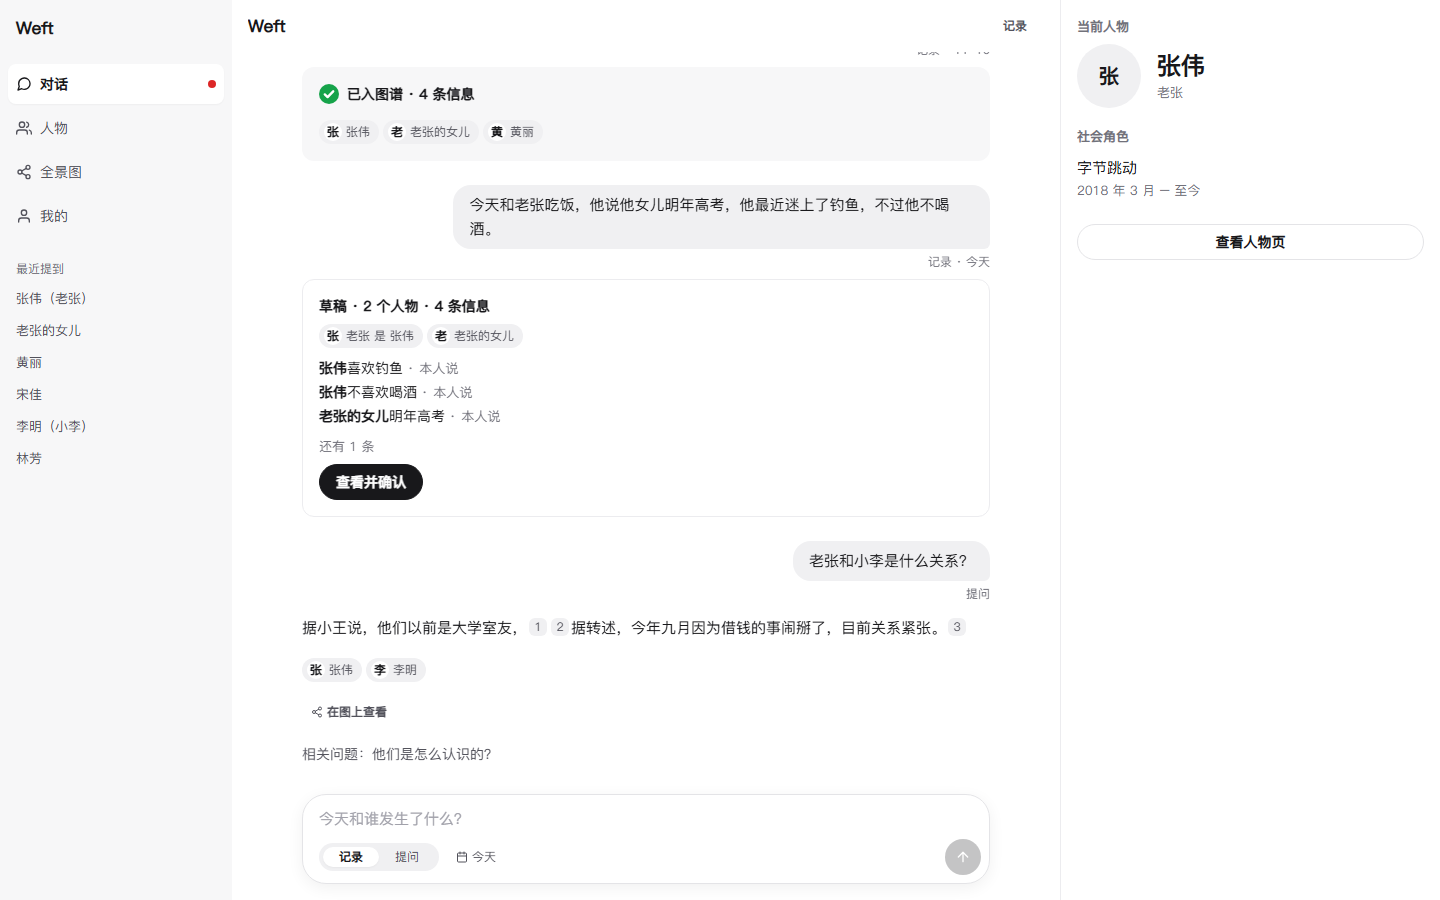 Weft
对话
人物
全景图
我的
最近提到
张伟（老张）
老张的女儿
黄丽
宋佳
李明（小李）
林芳
Weft
记录
已入图谱 · 4 条信息
张 张伟
老 老张的女儿
黄 黄丽
今天和老张吃饭，他说他女儿明年高考，他最近迷上了钓鱼，不过他不喝
酒。
记录 · 今天
草稿 · 2 个人物 · 4 条信息
张 老张 是 张伟
老 老张的女儿
张伟喜欢钓鱼 · 本人说
张伟不喜欢喝酒 · 本人说
老张的女儿明年高考 · 本人说
还有 1 条
查看并确认
老张和小李是什么关系？
提问
据小王说，他们以前是大学室友， 1 2 据转述，今年九月因为借钱的事闹掰了，目前关系紧张。 3
张 张伟
李 李明
在图上查看
相关问题：他们是怎么认识的？
今天和谁发生了什么？
记录
提问
今天
当前人物
张
张伟
老张
社会角色
字节跳动
2018 年 3 月 — 至今
查看人物页